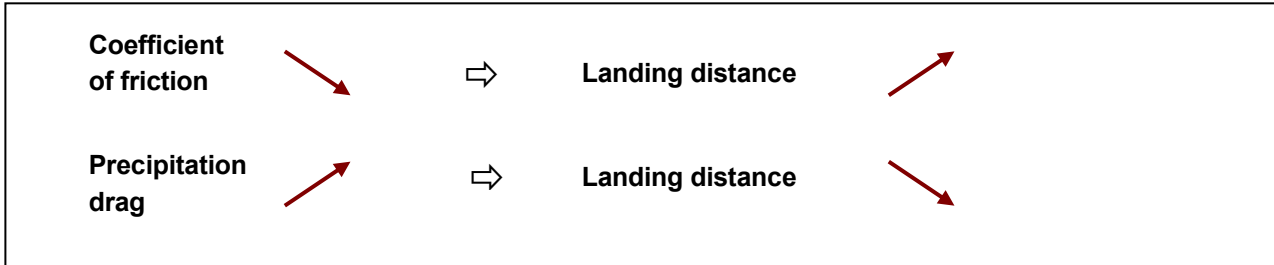 Coefficient
of friction
⇨ Landing distance
Precipitation
drag
⇨ Landing distance